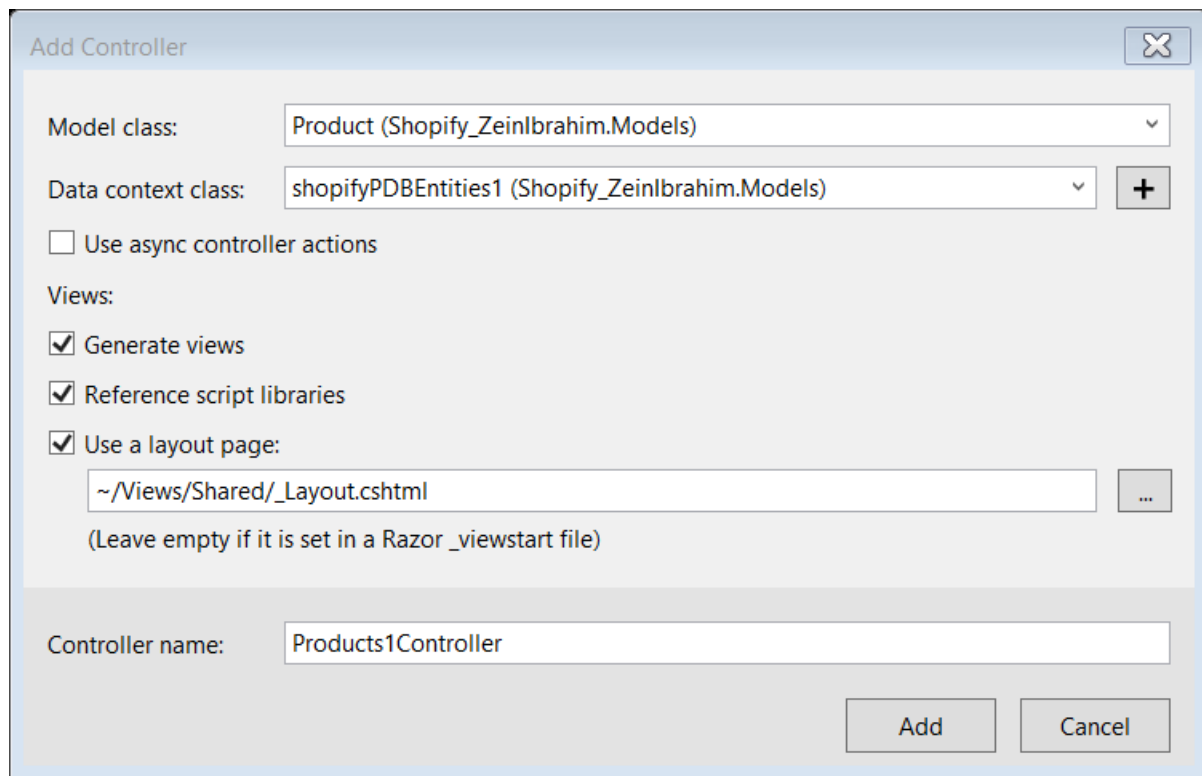 Add Controller
Model class: Product (Shopify_ZeinIbrahim.Models)
Data context class: shopifyPDBEntities1 (Shopify_ZeinIbrahim.Models) +
Use async controller actions
Views:
Generate views
Reference script libraries
Use a layout page:
~/Views/Shared/_Layout.cshtml ...
(Leave empty if it is set in a Razor _viewstart file)
Controller name: Products1Controller
Add Cancel